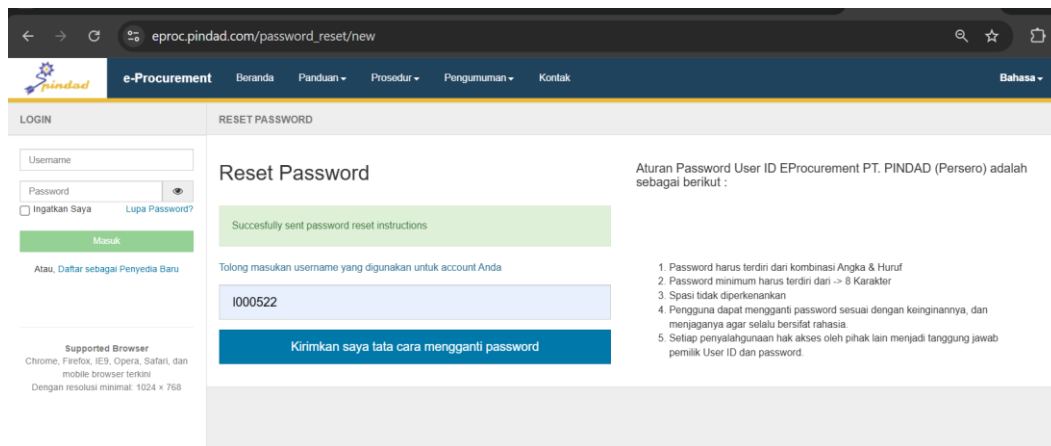 eproc.pindad.com/password_reset/new
pindad
e-Procurement Beranda Panduan Prosedur Pengumuman Kontak Bahasa
LOGIN
RESET PASSWORD
Username
Password
Ingatkan Saya Lupa Password?
Masuk
Atau, Daftar sebagai Penyedia Baru
Supported Browser
Chrome, Firefox, IE9, Opera, Safari, dan
mobile browser terkini
Dengan resolusi minimal: 1024 × 768
Reset Password
Succesfully sent password reset instructions
Tolong masukan username yang digunakan untuk account Anda
I000522
Kirimkan saya tata cara mengganti password
Aturan Password User ID EProcurement PT. PINDAD (Persero) adalah
sebagai berikut :
1. Password harus terdiri dari kombinasi Angka & Huruf
2. Password minimum harus terdiri dari -> 8 Karakter
3. Spasi tidak diperkenankan
4. Pengguna dapat mengganti password sesuai dengan keinginannya, dan
menjaganya agar selalu bersifat rahasia.
5. Setiap penyalahgunaan hak akses oleh pihak lain menjadi tanggung jawab
pemilik User ID dan password.